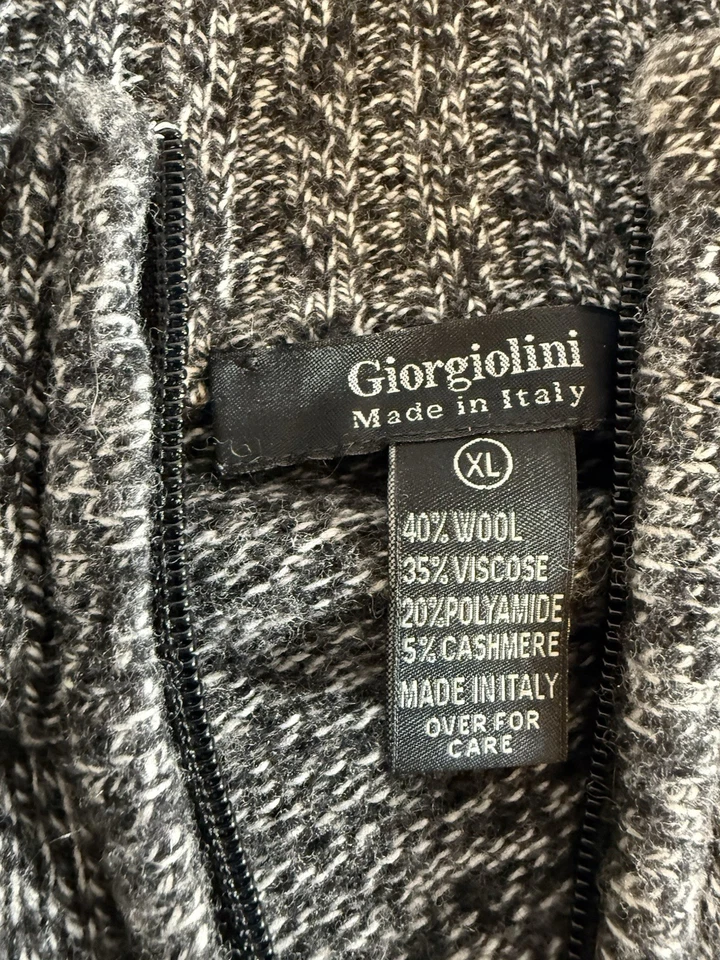 Giorgiolini
Made in Italy
XL
40% WOOL
35% VISCOSE
20%POLYAMIDE
5% CASHMERE
MADE IN ITALY
OVER FOR
CARE